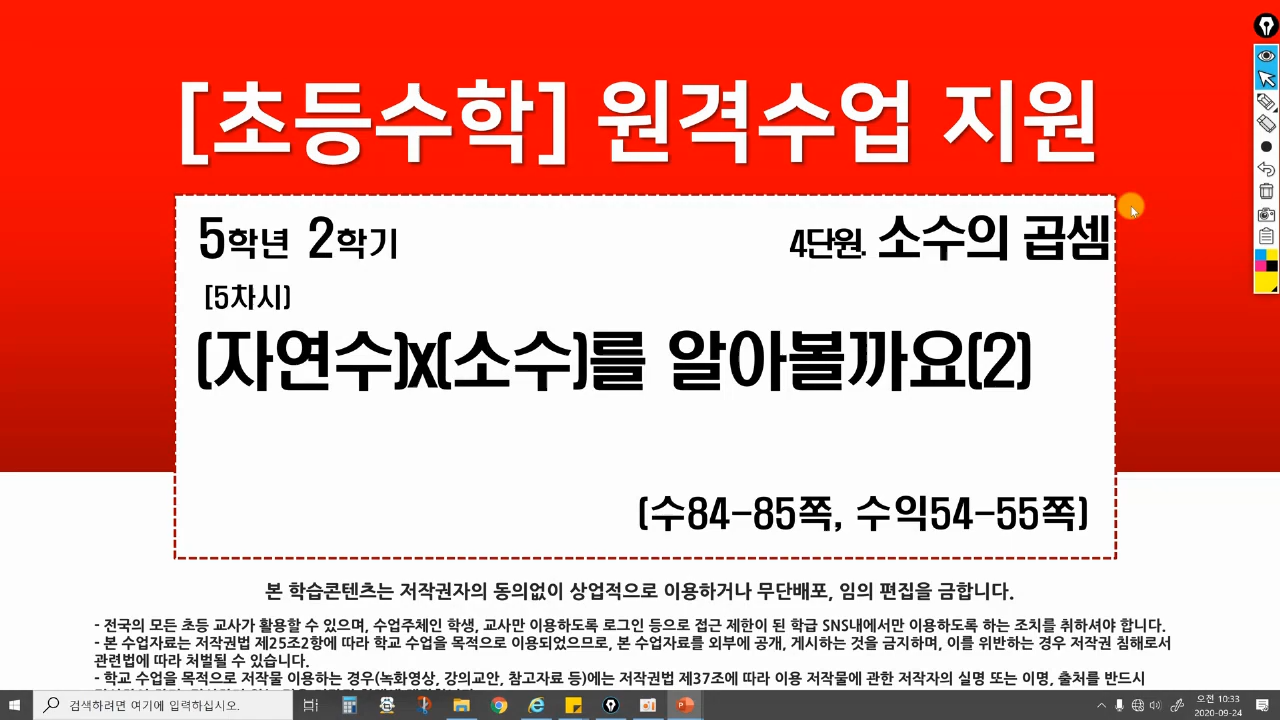 [초등수학] 원격수업 지원
5학년 2학기
4단원. 소수의 곱셈
[5차시]
(자연수)x(소수)를 알아볼까요(2)
(수84-85쪽, 수익54-55쪽)
본 학습콘텐츠는 저작권자의 동의없이 상업적으로 이용하거나 무단배포, 임의 편집을 금합니다.
- 전국의 모든 초등 교사가 활용할 수 있으며, 수업주체인 학생, 교사만 이용하도록 로그인 등으로 접근 제한이 된 학급 SNS내에서만 이용하도록 하는 조치를 취하셔야 합니다.
- 본 수업자료는 저작권법 제25조2항에 따라 학교 수업을 목적으로 이용되었으므로, 본 수업자료를 외부에 공개, 게시하는 것을 금지하며, 이를 위반하는 경우 저작권 침해로서
관련법에 따라 처벌될 수 있습니다.
- 학교 수업을 목적으로 저작물 이용하는 경우(녹화영상, 강의교안, 참고자료 등)에는 저작권법 제37조에 따라 이용 저작물에 관한 저작자의 실명 또는 이명, 출처를 반드시
검색하려면 여기에 입력하십시오.
오전 10:33
2020-09-24